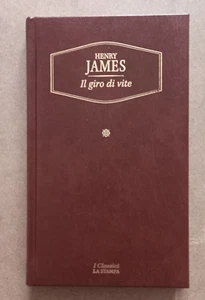 HENRY
JAMES
Il giro di vite
I Classici
LA STAMPA